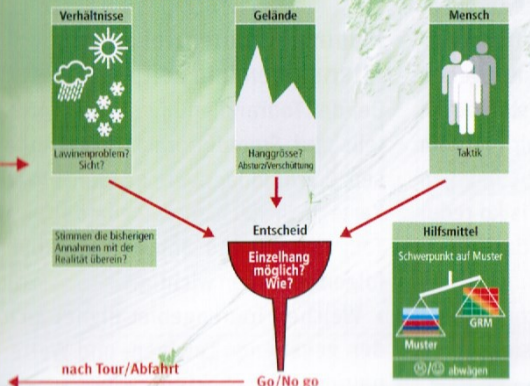 Verhältnisse
Lawinenproblem?
Sicht?
Gelände
Hanggrösse?
Absturz/Verschüttung
Mensch
Taktik
Stimmen die bisherigen
Annahmen mit der
Realität überein?
Entscheid
Einzelhang
möglich?
Wie?
Hilfsmittel
Schwerpunkt auf Muster
GRM
Muster
abwägen
nach Tour/Abfahrt
Go/No go